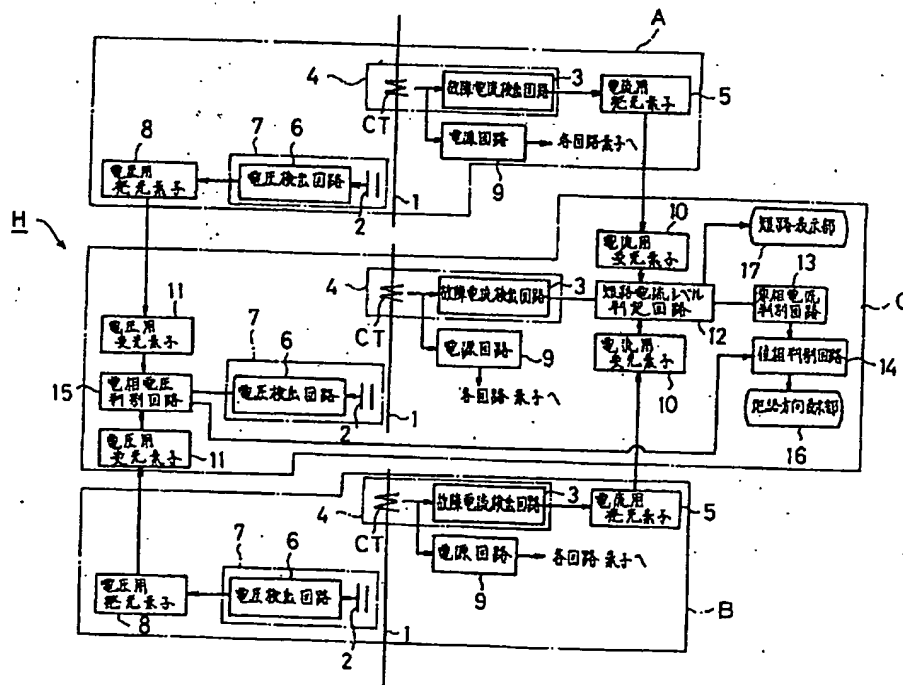 A
4
3
故障電流検出回路
電流用
発光素子
5
CT
電源回路
各回路素子へ
9
8
7
6
電圧用
発光素子
電圧検出回路
2
1
H
10
電流用
受光素子
短絡表示部
17
4
3
故障電流検出回路
短絡電流レベル
判定回路
12
13
零相電流
判別回路
C
CT
11
電圧用
受光素子
7
6
電源回路
9
各回路素子へ
電流用
受光素子
10
位相判別回路
14
15
零相電圧
判別回路
電圧検出回路
2
1
地絡方向表示部
16
電圧用
受光素子
11
4
3
故障電流検出回路
電流用
発光素子
5
CT
電源回路
各回路素子へ
9
7
6
電圧用
発光素子
8
電圧検出回路
2
1
B